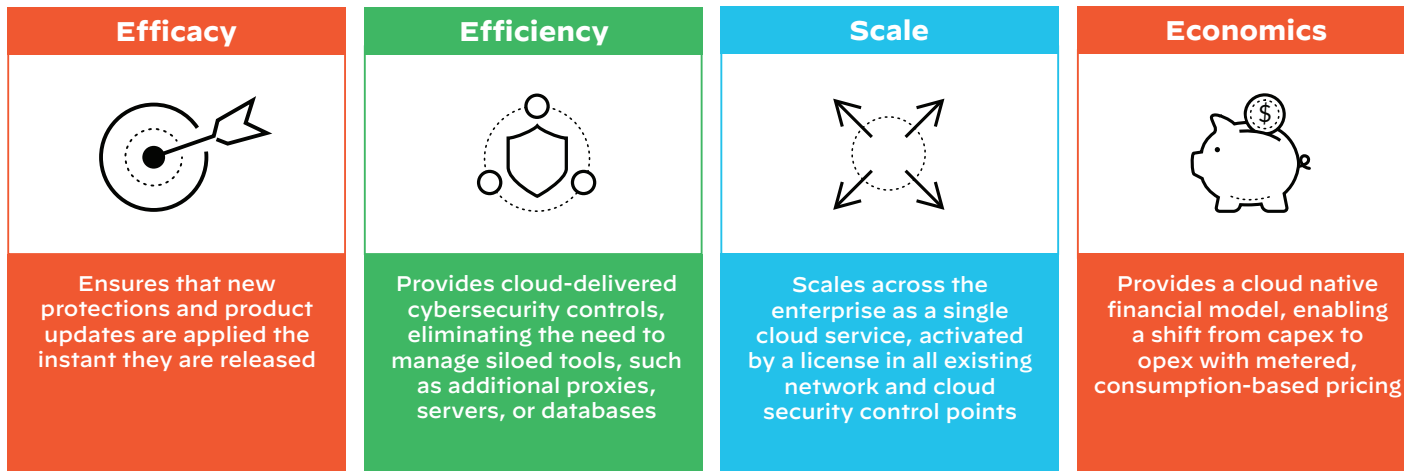 Efficacy
Ensures that new
protections and product
updates are applied the
instant they are released
Efficiency
Provides cloud-delivered
cybersecurity controls,
eliminating the need to
manage siloed tools, such
as additional proxies,
servers, or databases
Scale
Scales across the
enterprise as a single
cloud service, activated
by a license in all existing
network and cloud
security control points
Economics
$
Provides a cloud native
financial model, enabling
a shift from capex to
opex with metered,
consumption-based pricing